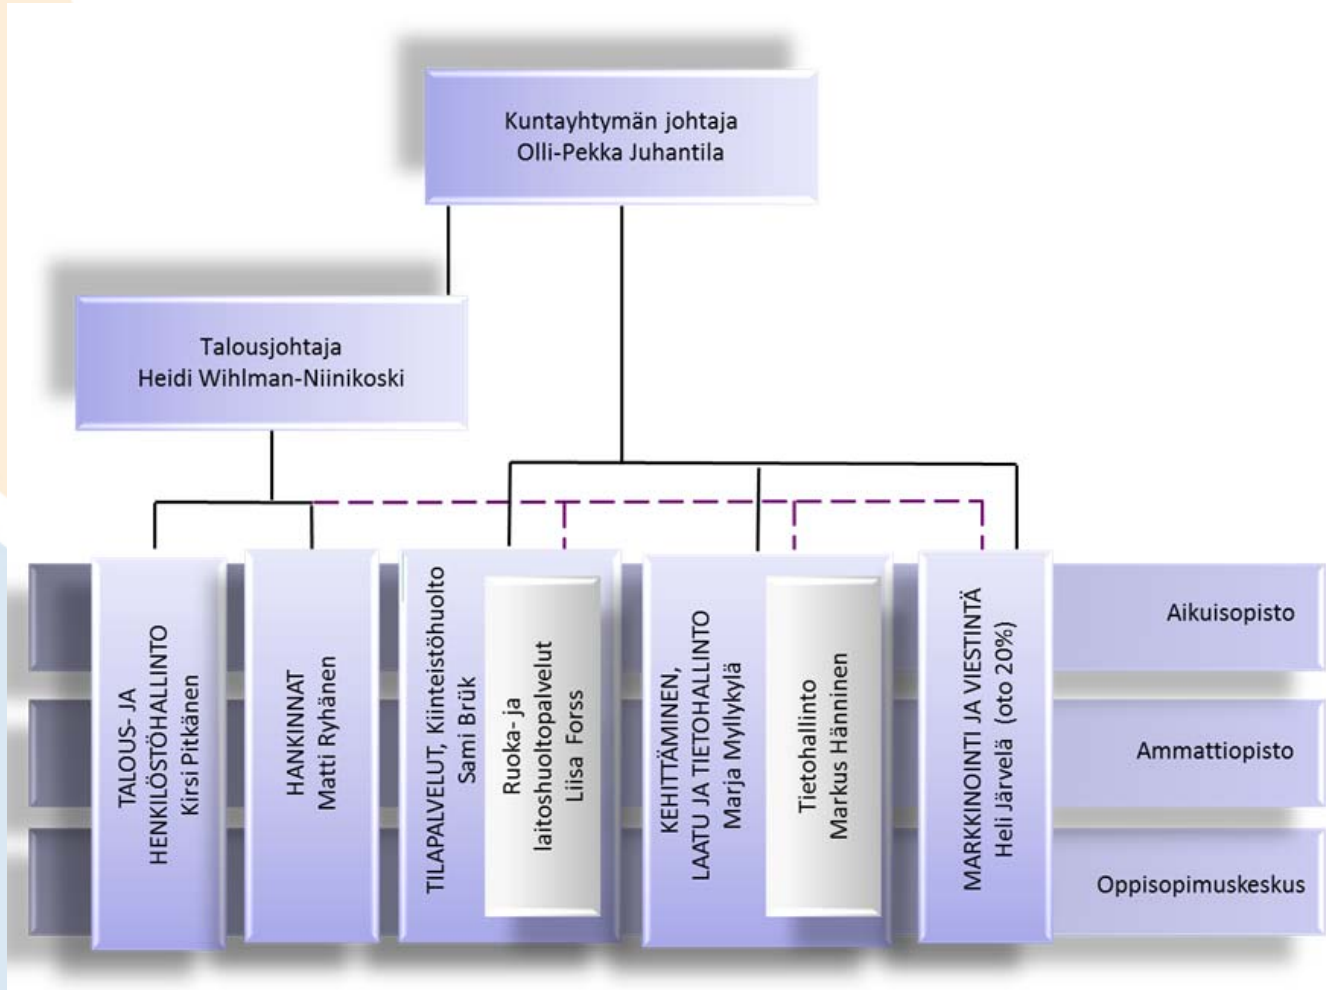 Kuntayhtymän johtaja
Olli-Pekka Juhantila
Talousjohtaja
Heidi Wihlman-Niinikoski
TALOUS- JA
HENKILÖSTÖHALLINTO
Kirsi Pitkänen
HANKINNAT
Matti Ryhänen
TILAPALVELUT, Kiinteistöhuolto
Sami Brük
Ruoka- ja
laitoshuoltopalvelut
Liisa Forss
KEHITTÄMINEN,
LAATU JA TIETOHALLINTO
Marja Myllykylä
Tietohallinto
Markus Hänninen
MARKKINOINTI JA VIESTINTÄ
Heli Järvelä (oto 20%)
Aikuisopisto
Ammattiopisto
Oppisopimuskeskus